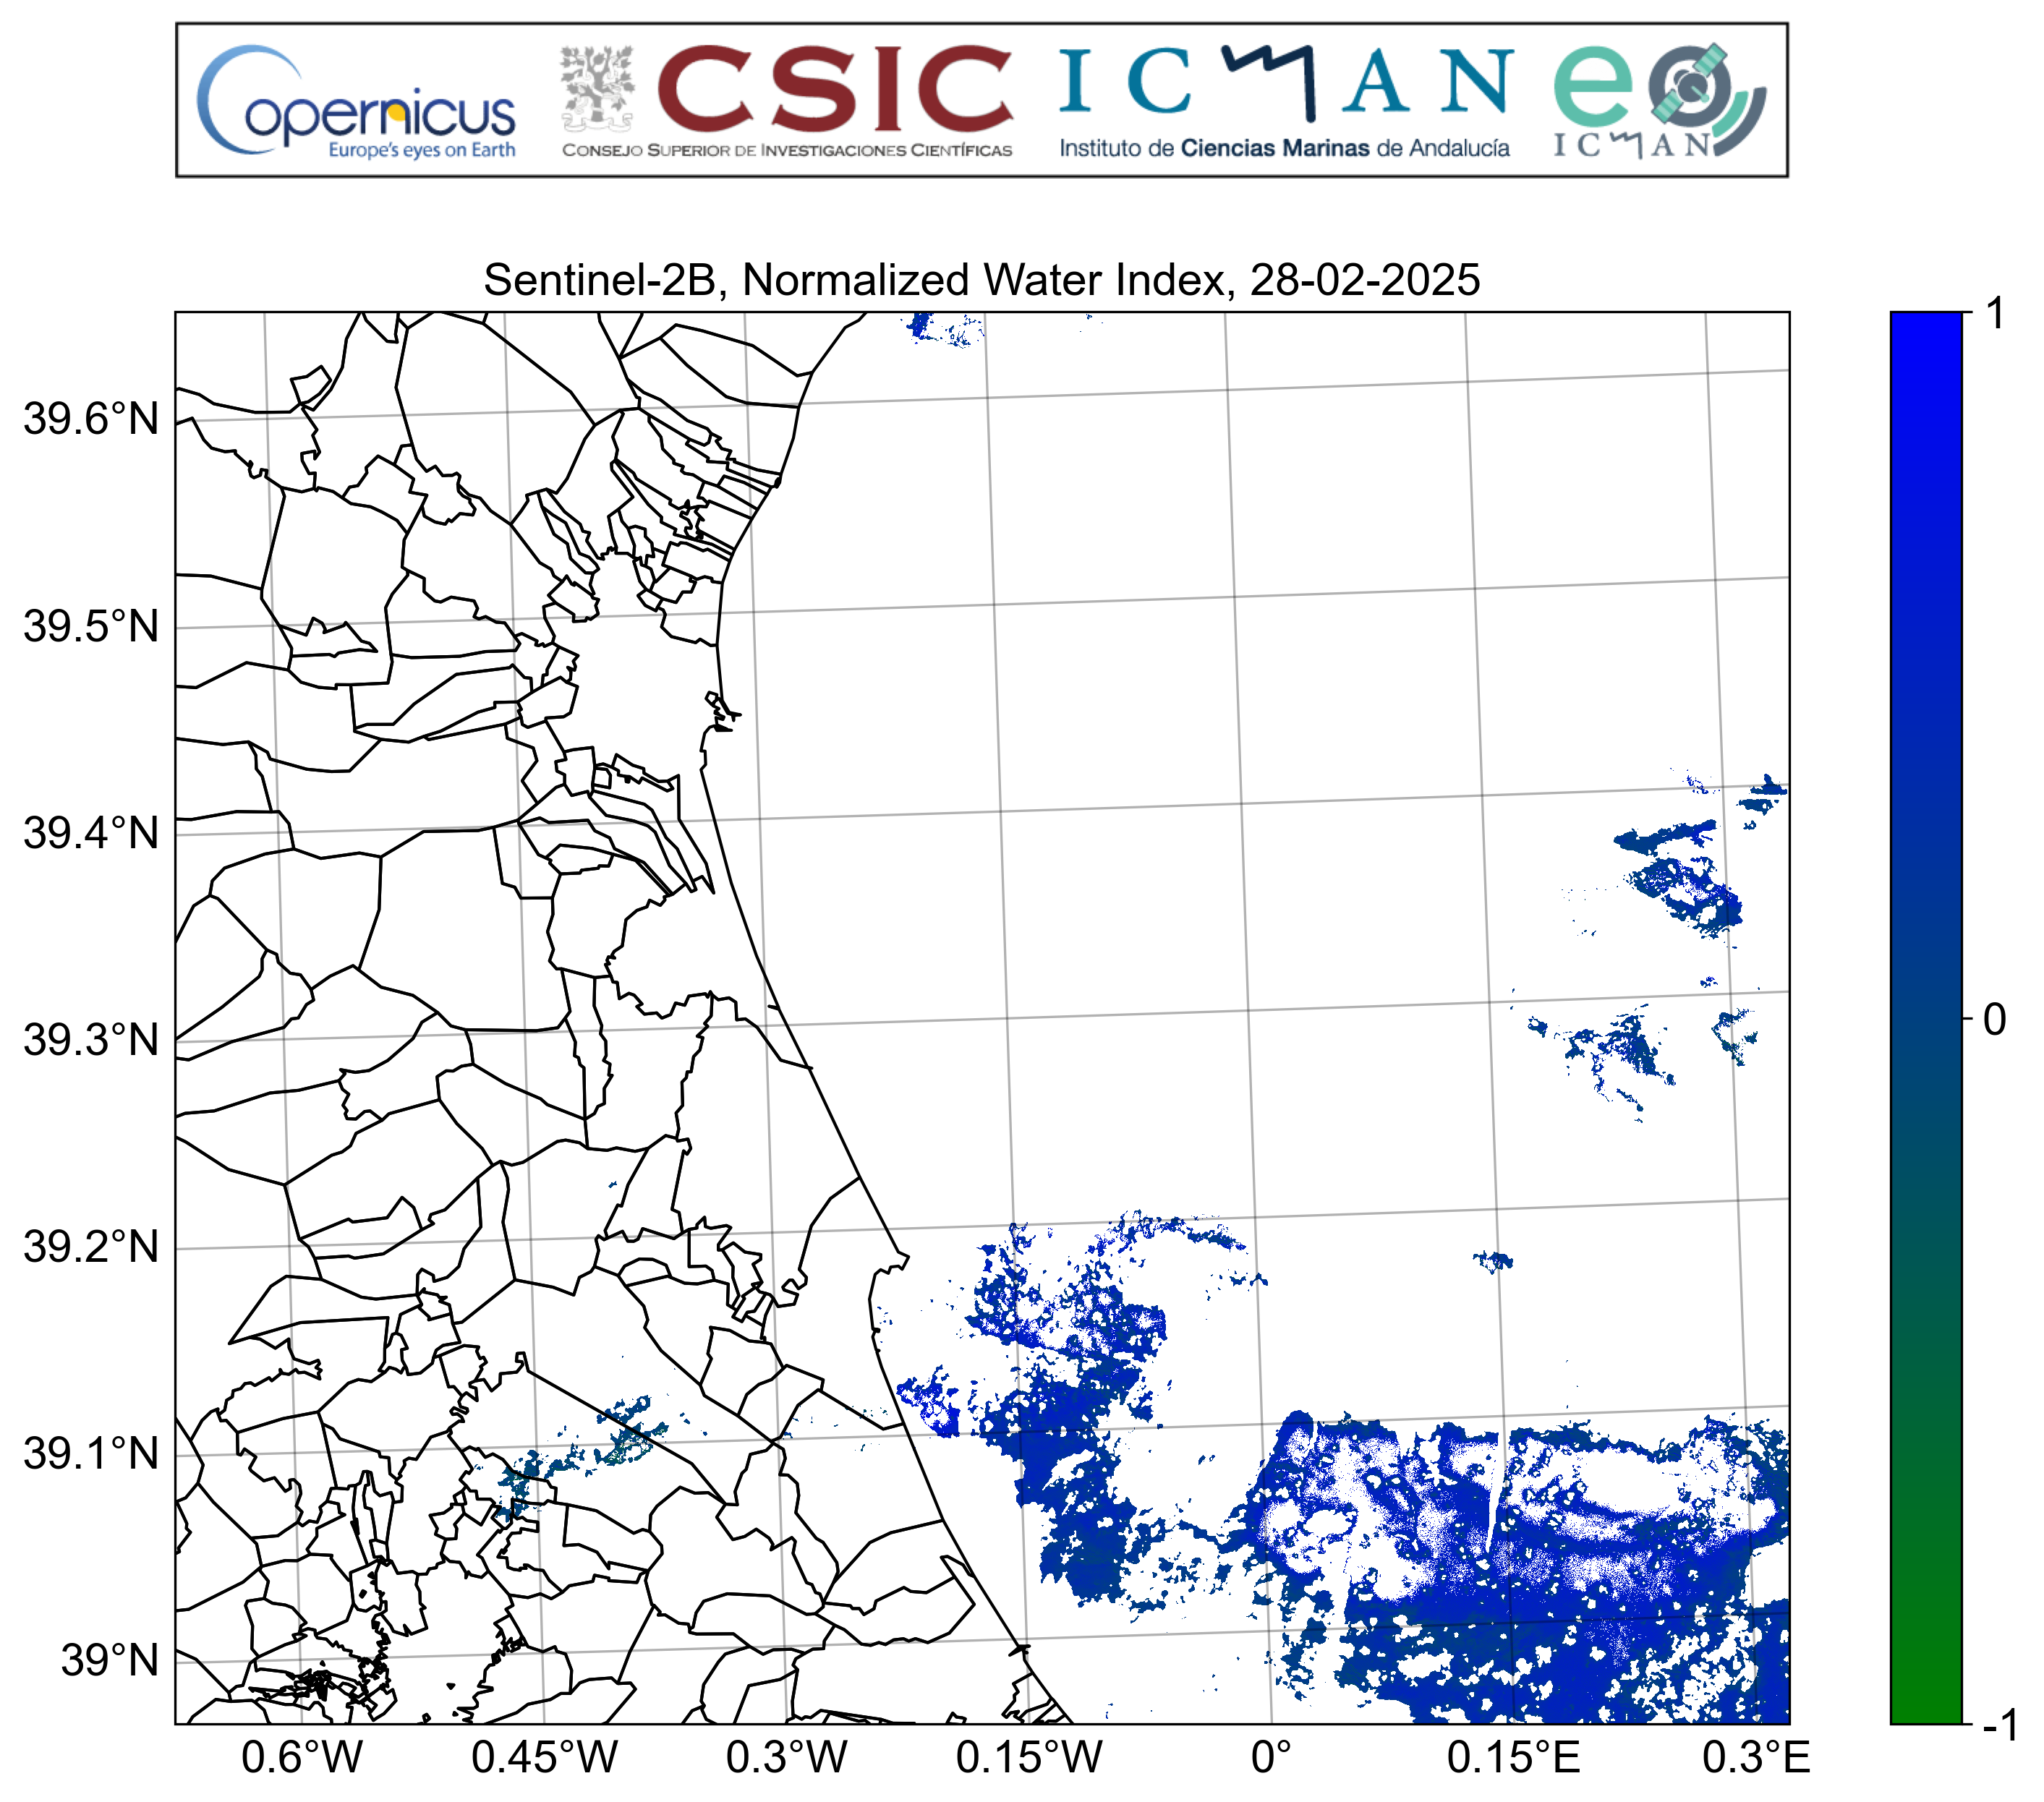 Copernicus
Europe's eyes on Earth
CSIC
CONSEJO SUPERIOR DE INVESTIGACIONES CIENTÍFICAS
ICMAN
Instituto de Ciencias Marinas de Andalucía
eo
ICMAN
Sentinel-2B, Normalized Water Index, 28-02-2025
39.6°N
39.5°N
39.4°N
39.3°N
39.2°N
39.1°N
39°N
0.6°W 0.45°W 0.3°W 0.15°W 0° 0.15°E 0.3°E
1
0
-1